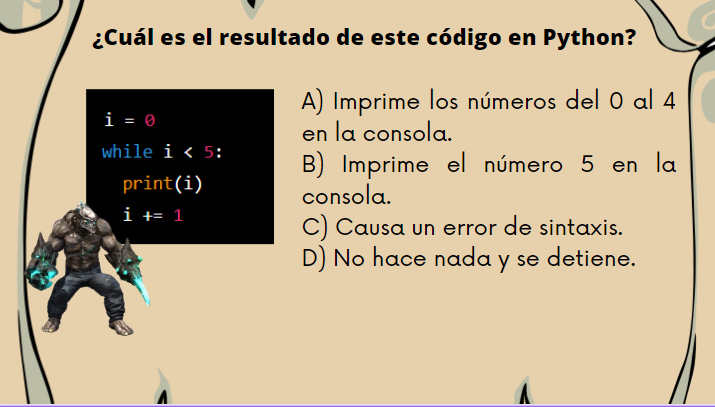 ¿Cuál es el resultado de este código en Python?
i = 0
while i < 5:
print(i)
i += 1
A) Imprime los números del 0 al 4
en la consola.
B) Imprime el número 5 en la
consola.
C) Causa un error de sintaxis.
D) No hace nada y se detiene.